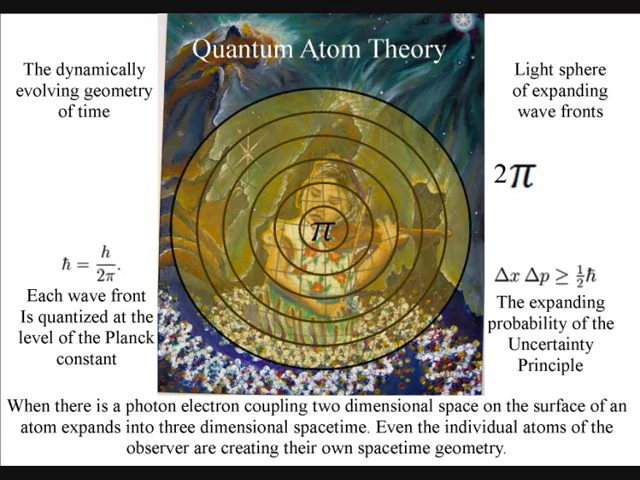 Quantum Atom Theory
The dynamically
evolving geometry
of time
Light sphere
of expanding
wave fronts
2π
π
ħ = h/2π.
Δx Δp ≥ ½ħ
Each wave front
Is quantized at the
level of the Planck
constant
The expanding
probability of the
Uncertainty
Principle
When there is a photon electron coupling two dimensional space on the surface of an
atom expands into three dimensional spacetime. Even the individual atoms of the
observer are creating their own spacetime geometry.